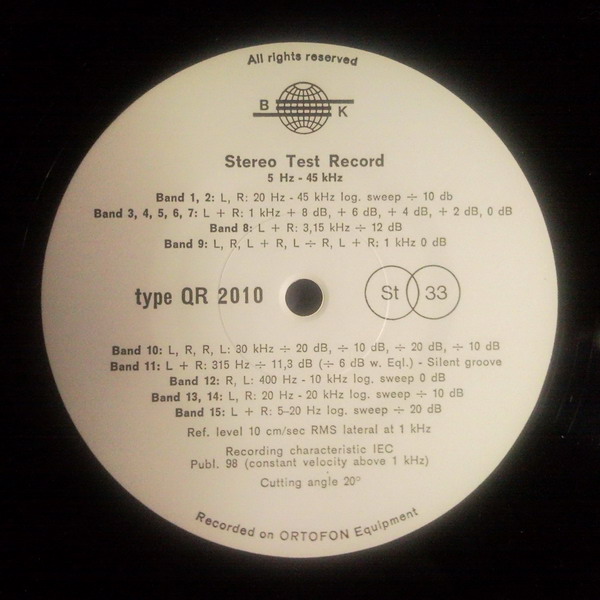 All rights reserved
B K
Stereo Test Record
5 Hz - 45 kHz
Band 1, 2: L, R: 20 Hz - 45 kHz log. sweep ÷ 10 db
Band 3, 4, 5, 6, 7: L + R: 1 kHz + 8 dB, + 6 dB, + 4 dB, + 2 dB, 0 dB
Band 8: L + R: 3,15 kHz ÷ 12 dB
Band 9: L, R, L + R, L ÷ R, L + R; 1 kHz 0 dB
type QR 2010
St 33
Band 10: L, R, R, L: 30 kHz ÷ 20 dB, ÷ 10 dB, ÷ 20 dB, ÷ 10 dB
Band 11: L + R: 315 Hz ÷ 11,3 dB (÷ 6 dB w. Eql.) - Silent groove
Band 12: R, L: 400 Hz - 10 kHz log. sweep 0 dB
Band 13, 14: L, R: 20 Hz - 20 kHz log. sweep ÷ 10 dB
Band 15: L + R: 5-20 Hz log. sweep ÷ 20 dB
Ref. level 10 cm/sec RMS lateral at 1 kHz
Recording characteristic IEC
Publ. 98 (constant velocity above 1 kHz)
Cutting angle 20°
Recorded on ORTOFON Equipment